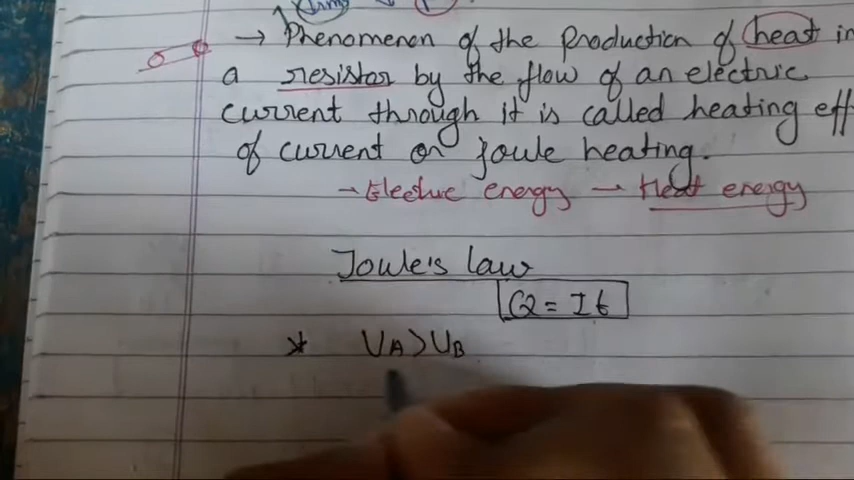 → Phenomenon of the production of heat in
a resistor by the flow of an electric
current through it is called heating eff
of current or joule heating.
→ Electric energy → Heat energy
Joule's law
Q = It
* VA > VB